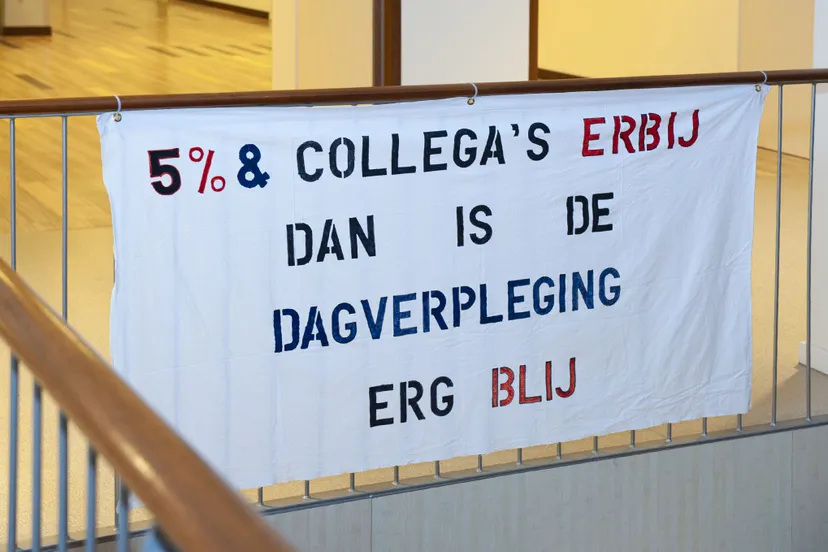 5% & COLLEGA'S ERBIJ
DAN IS DE
DAGVERPLEGING
ERG BLIJ